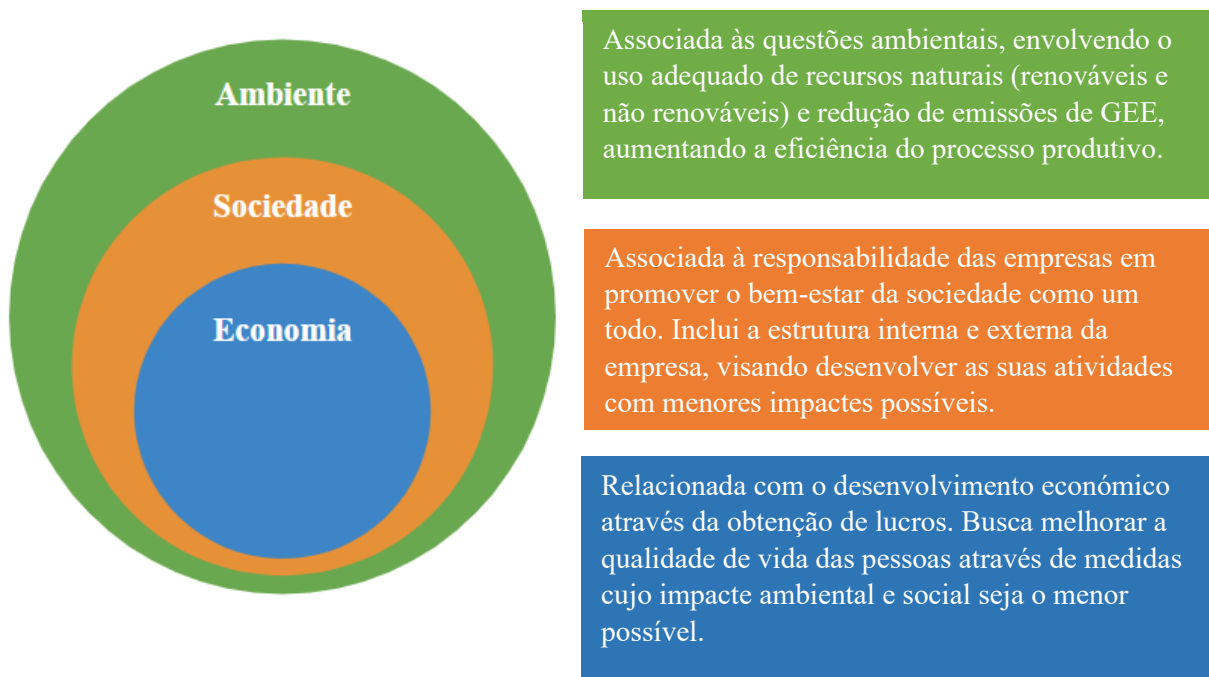 Ambiente
Sociedade
Economia
Associada às questões ambientais, envolvendo o
uso adequado de recursos naturais (renováveis e
não renováveis) e redução de emissões de GEE,
aumentando a eficiência do processo produtivo.
Associada à responsabilidade das empresas em
promover o bem-estar da sociedade como um
todo. Inclui a estrutura interna e externa da
empresa, visando desenvolver as suas atividades
com menores impactes possíveis.
Relacionada com o desenvolvimento económico
através da obtenção de lucros. Busca melhorar a
qualidade de vida das pessoas através de medidas
cujo impacte ambiental e social seja o menor
possível.